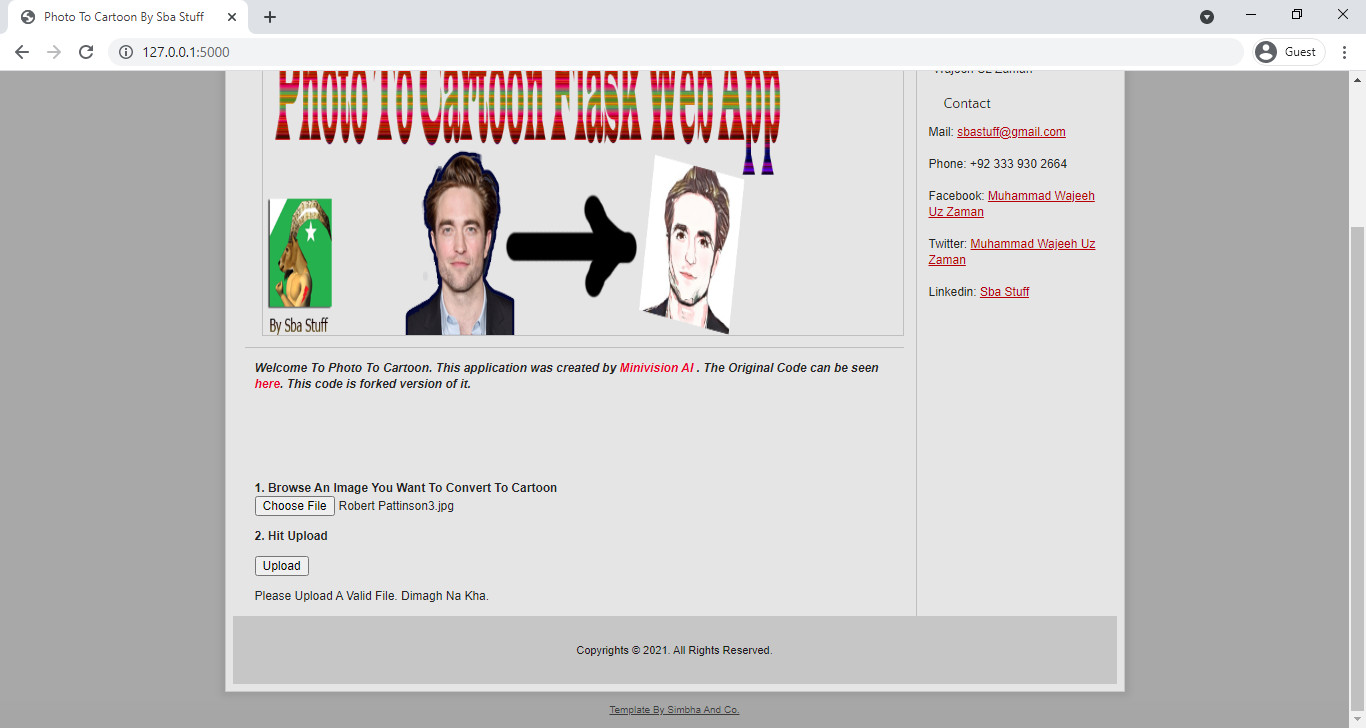 Photo To Cartoon By Sba Stuff
127.0.0.1:5000
Guest
Photo To Cartoon Flask Web App
By Sba Stuff
Wajeeh Uz Zaman
Contact
Mail: sbastuff@gmail.com
Phone: +92 333 930 2664
Facebook: Muhammad Wajeeh
Uz Zaman
Twitter: Muhammad Wajeeh Uz
Zaman
Linkedin: Sba Stuff
Welcome To Photo To Cartoon. This application was created by Minivision AI . The Original Code can be seen
here. This code is forked version of it.
1. Browse An Image You Want To Convert To Cartoon
Choose File Robert Pattinson3.jpg
2. Hit Upload
Upload
Please Upload A Valid File. Dimagh Na Kha.
Copyrights © 2021. All Rights Reserved.
Template By Simbha And Co.